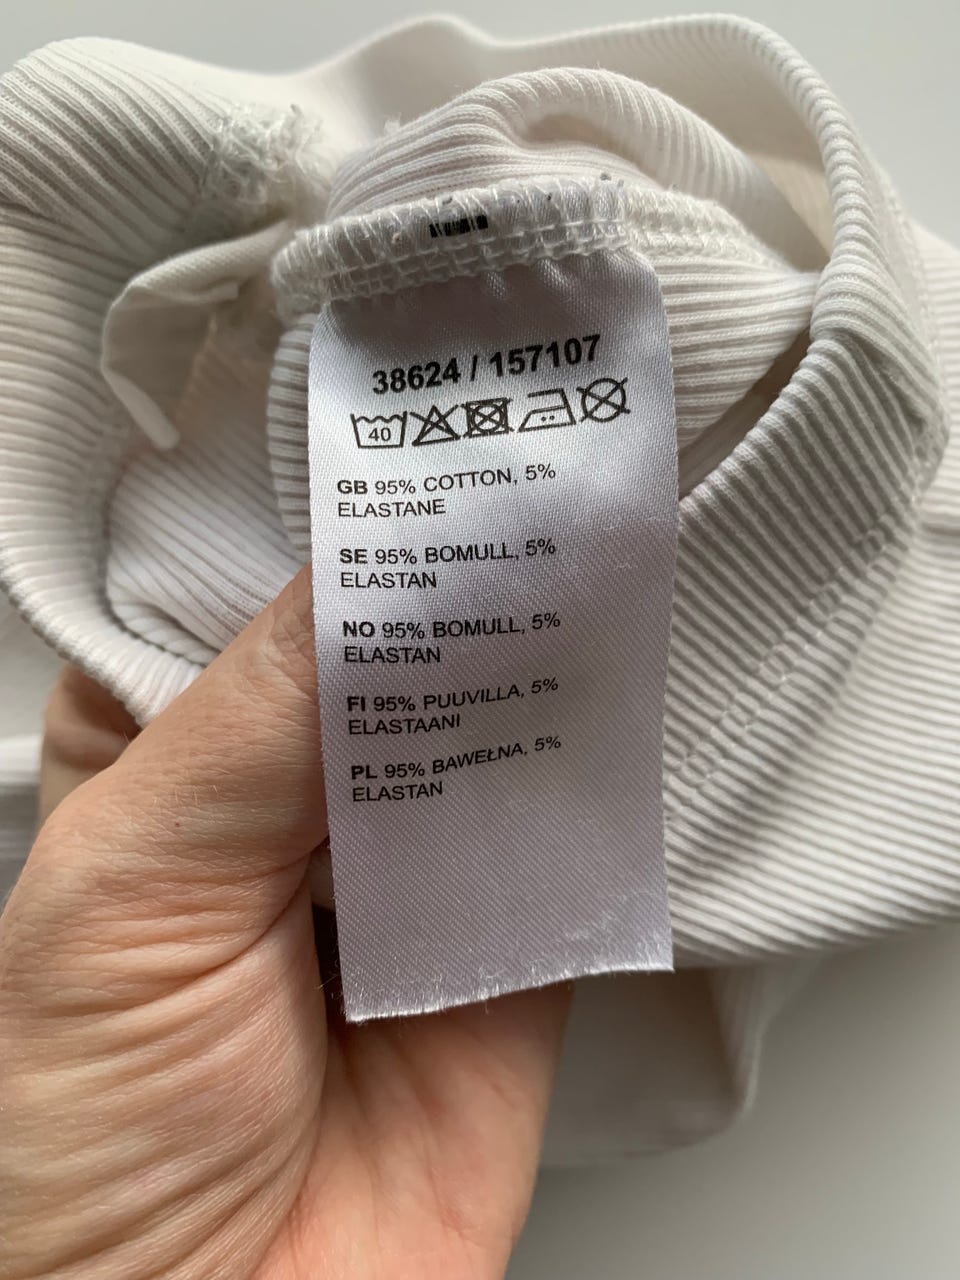 38624 / 157107
40
GB 95% COTTON, 5%
ELASTANE
SE 95% BOMULL, 5%
ELASTAN
NO 95% BOMULL, 5%
ELASTAN
FI 95% PUUVILLA, 5%
ELASTAANI
PL 95% BAWEŁNA, 5%
ELASTAN